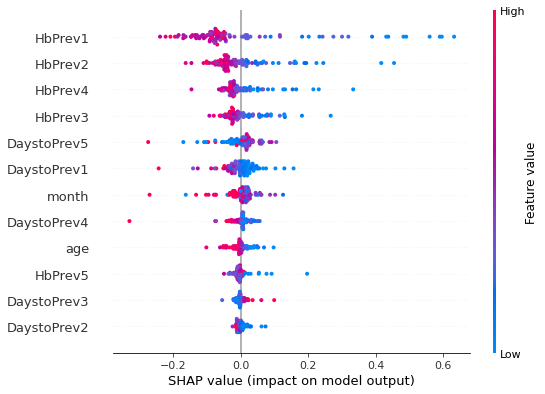 High
HbPrev1
HbPrev2
HbPrev4
HbPrev3
DaystoPrev5
DaystoPrev1
month
DaystoPrev4
age
HbPrev5
DaystoPrev3
DaystoPrev2
Feature value
Low
−0.2 0.0 0.2 0.4 0.6
SHAP value (impact on model output)